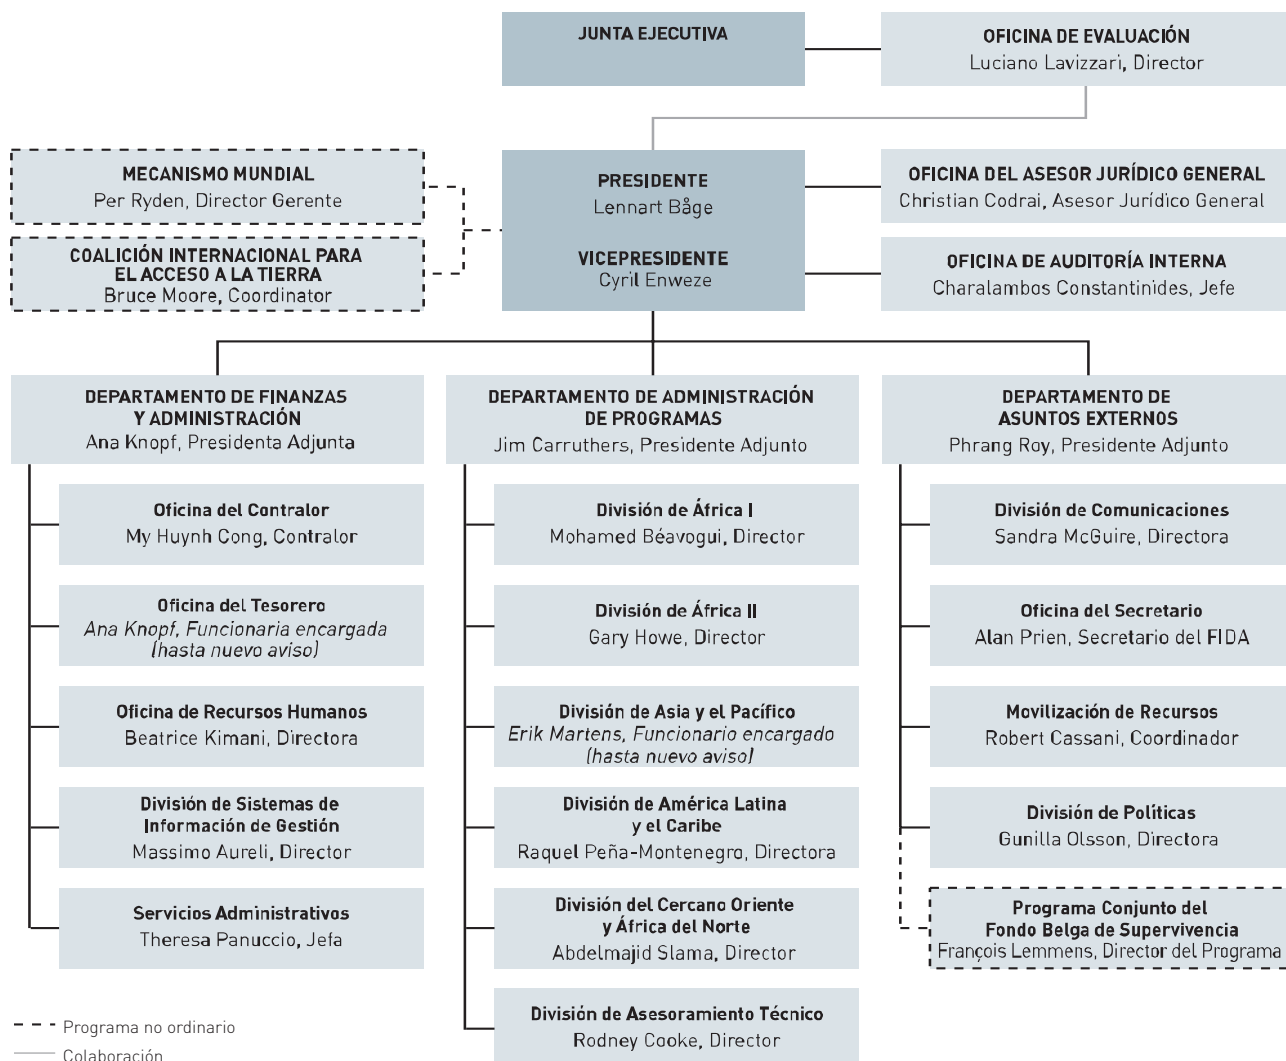 JUNTA EJECUTIVA
OFICINA DE EVALUACIÓN
Luciano Lavizzari, Director
MECANISMO MUNDIAL
Per Ryden, Director Gerente
COALICIÓN INTERNACIONAL PARA
EL ACCESO A LA TIERRA
Bruce Moore, Coordinator
PRESIDENTE
Lennart Båge
VICEPRESIDENTE
Cyril Enweze
OFICINA DEL ASESOR JURÍDICO GENERAL
Christian Codrai, Asesor Jurídico General
OFICINA DE AUDITORÍA INTERNA
Charalambos Constantinides, Jefe
DEPARTAMENTO DE FINANZAS
Y ADMINISTRACIÓN
Ana Knopf, Presidenta Adjunta
Oficina del Contralor
My Huynh Cong, Contralor
Oficina del Tesorero
Ana Knopf, Funcionaria encargada
(hasta nuevo aviso)
Oficina de Recursos Humanos
Beatrice Kimani, Directora
División de Sistemas de
Información de Gestión
Massimo Aureli, Director
Servicios Administrativos
Theresa Panuccio, Jefa
DEPARTAMENTO DE ADMINISTRACIÓN
DE PROGRAMAS
Jim Carruthers, Presidente Adjunto
División de África I
Mohamed Béavogui, Director
División de África II
Gary Howe, Director
División de Asia y el Pacífico
Erik Martens, Funcionario encargado
(hasta nuevo aviso)
División de América Latina
y el Caribe
Raquel Peña-Montenegro, Directora
División del Cercano Oriente
y África del Norte
Abdelmajid Slama, Director
División de Asesoramiento Técnico
Rodney Cooke, Director
DEPARTAMENTO DE
ASUNTOS EXTERNOS
Phrang Roy, Presidente Adjunto
División de Comunicaciones
Sandra McGuire, Directora
Oficina del Secretario
Alan Prien, Secretario del FIDA
Movilización de Recursos
Robert Cassani, Coordinador
División de Políticas
Gunilla Olsson, Directora
Programa Conjunto del
Fondo Belga de Supervivencia
François Lemmens, Director del Programa
Programa no ordinario
Colaboración